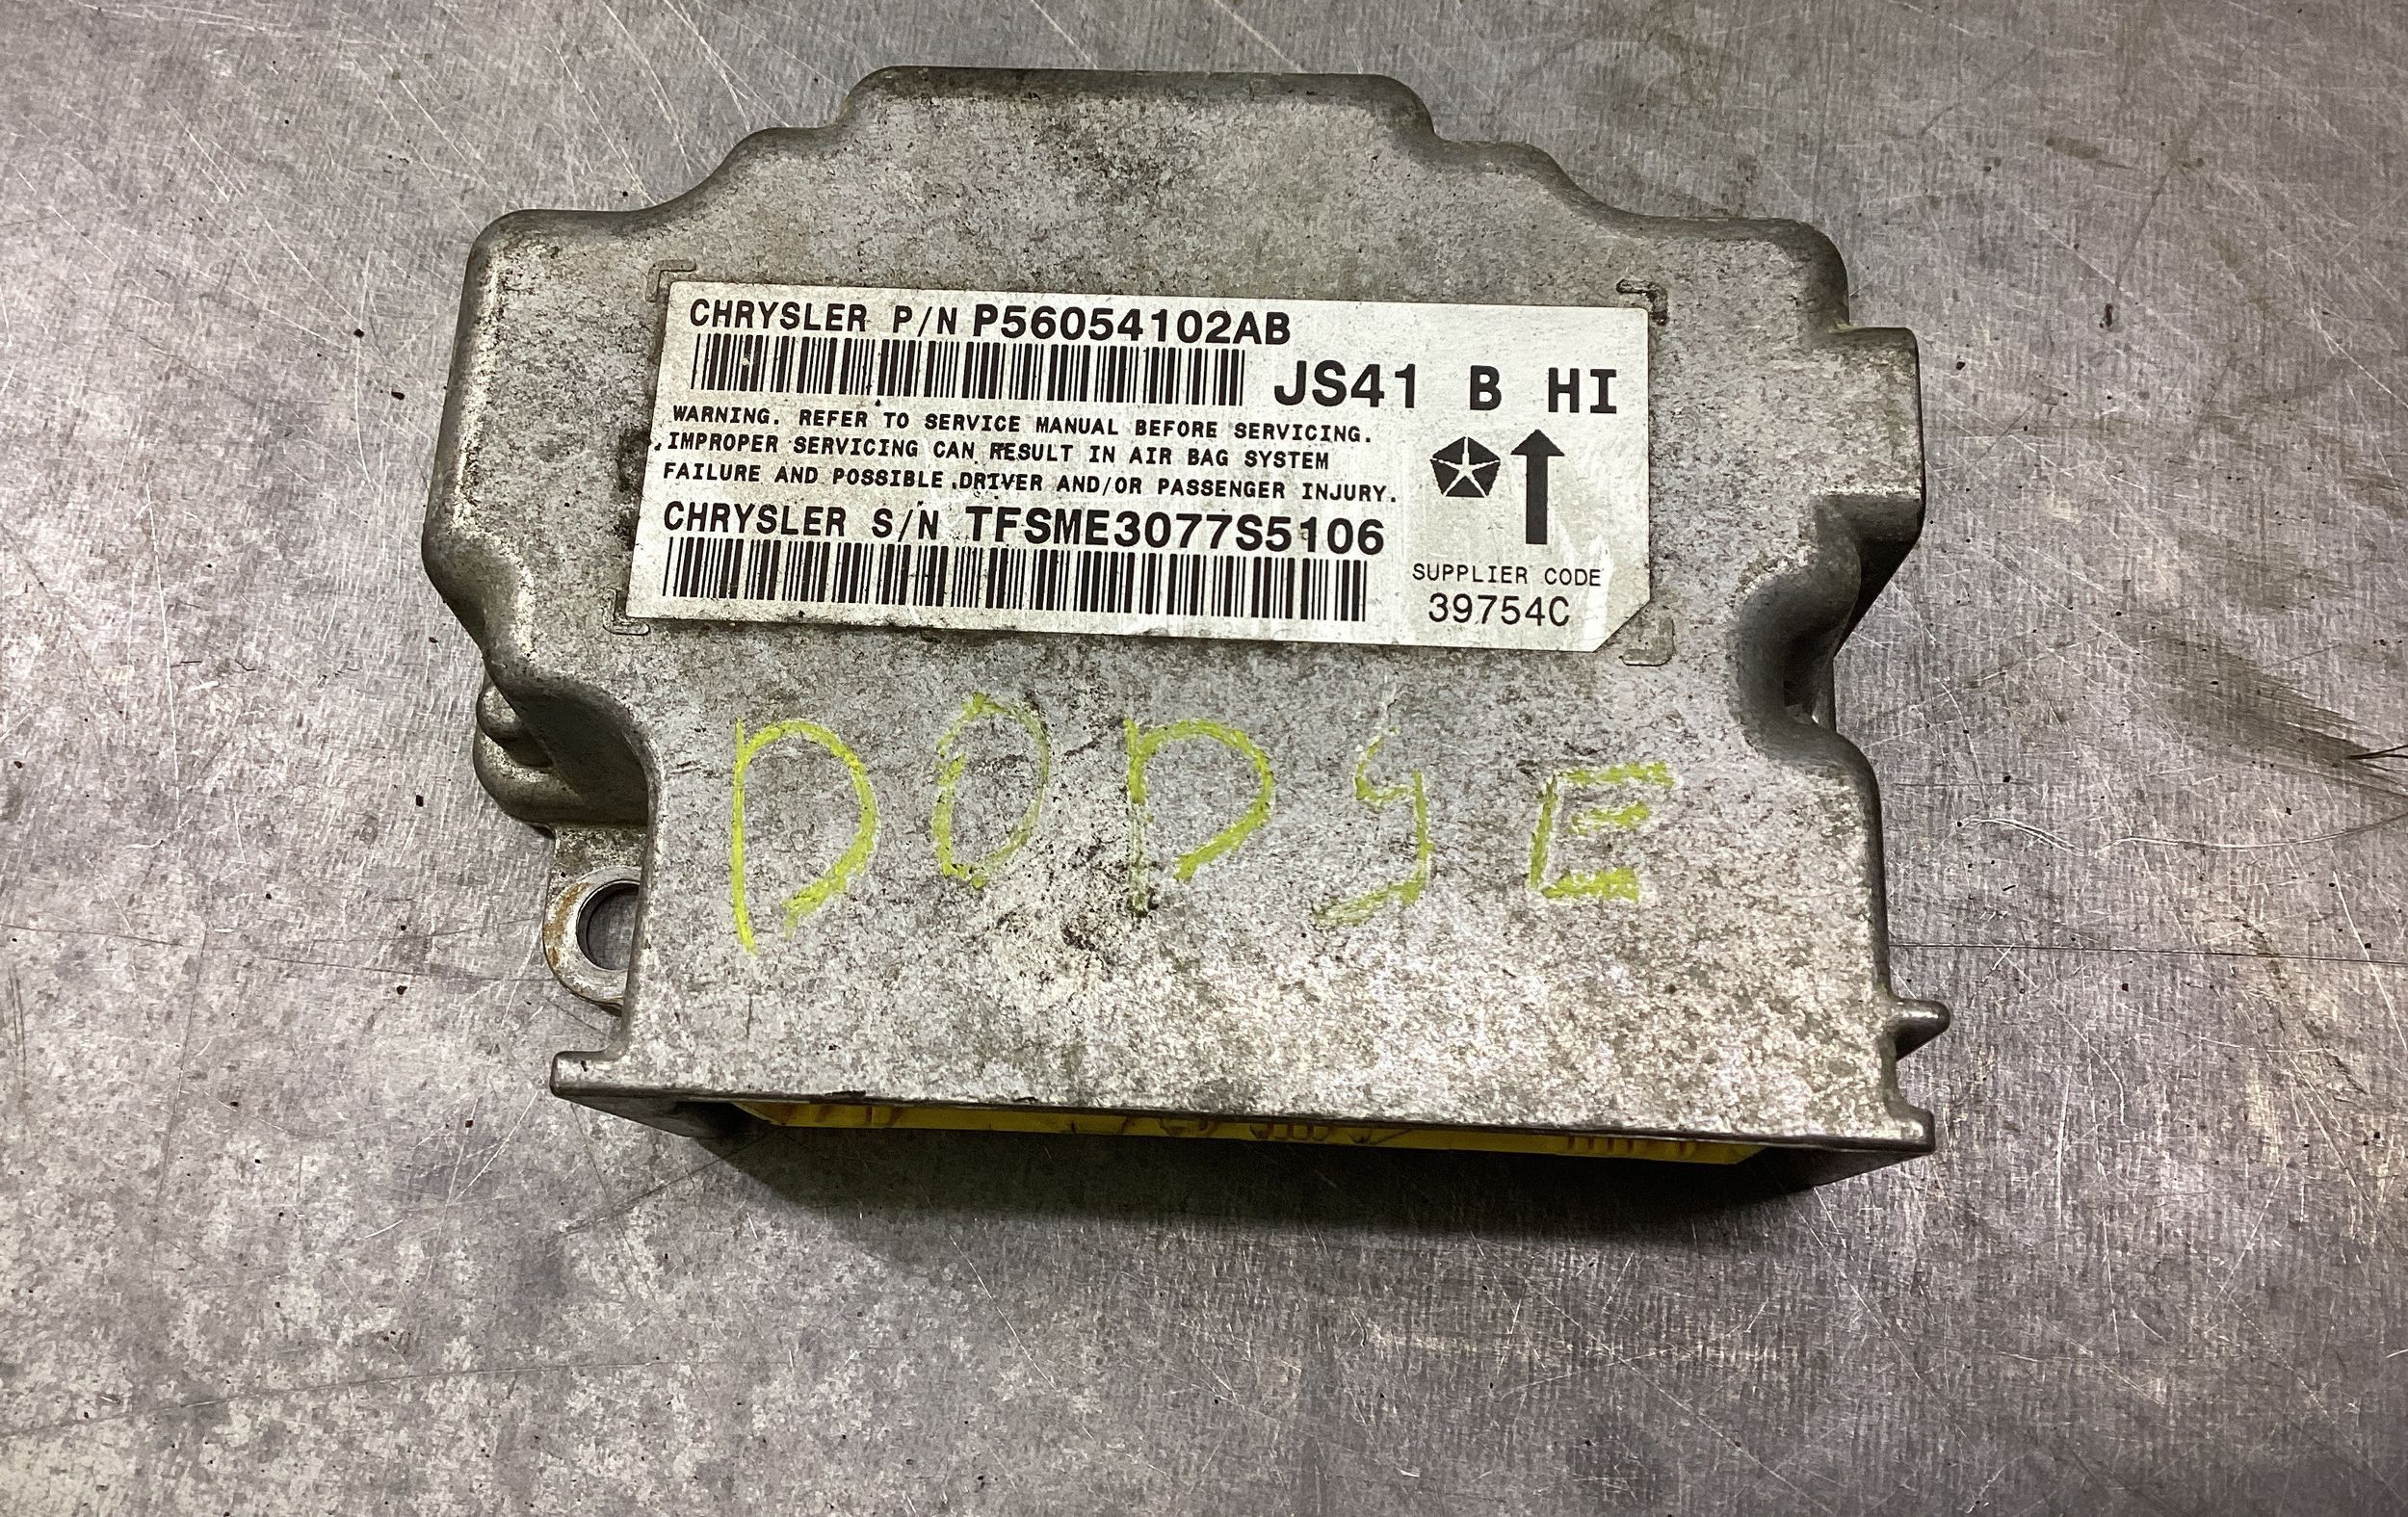 CHRYSLER P/N P56054102AB
JS41 B HI
WARNING. REFER TO SERVICE MANUAL BEFORE SERVICING.
IMPROPER SERVICING CAN RESULT IN AIR BAG SYSTEM
FAILURE AND POSSIBLE DRIVER AND/OR PASSENGER INJURY.
CHRYSLER S/N TFSME3077S5106
SUPPLIER CODE
39754C
DODGE